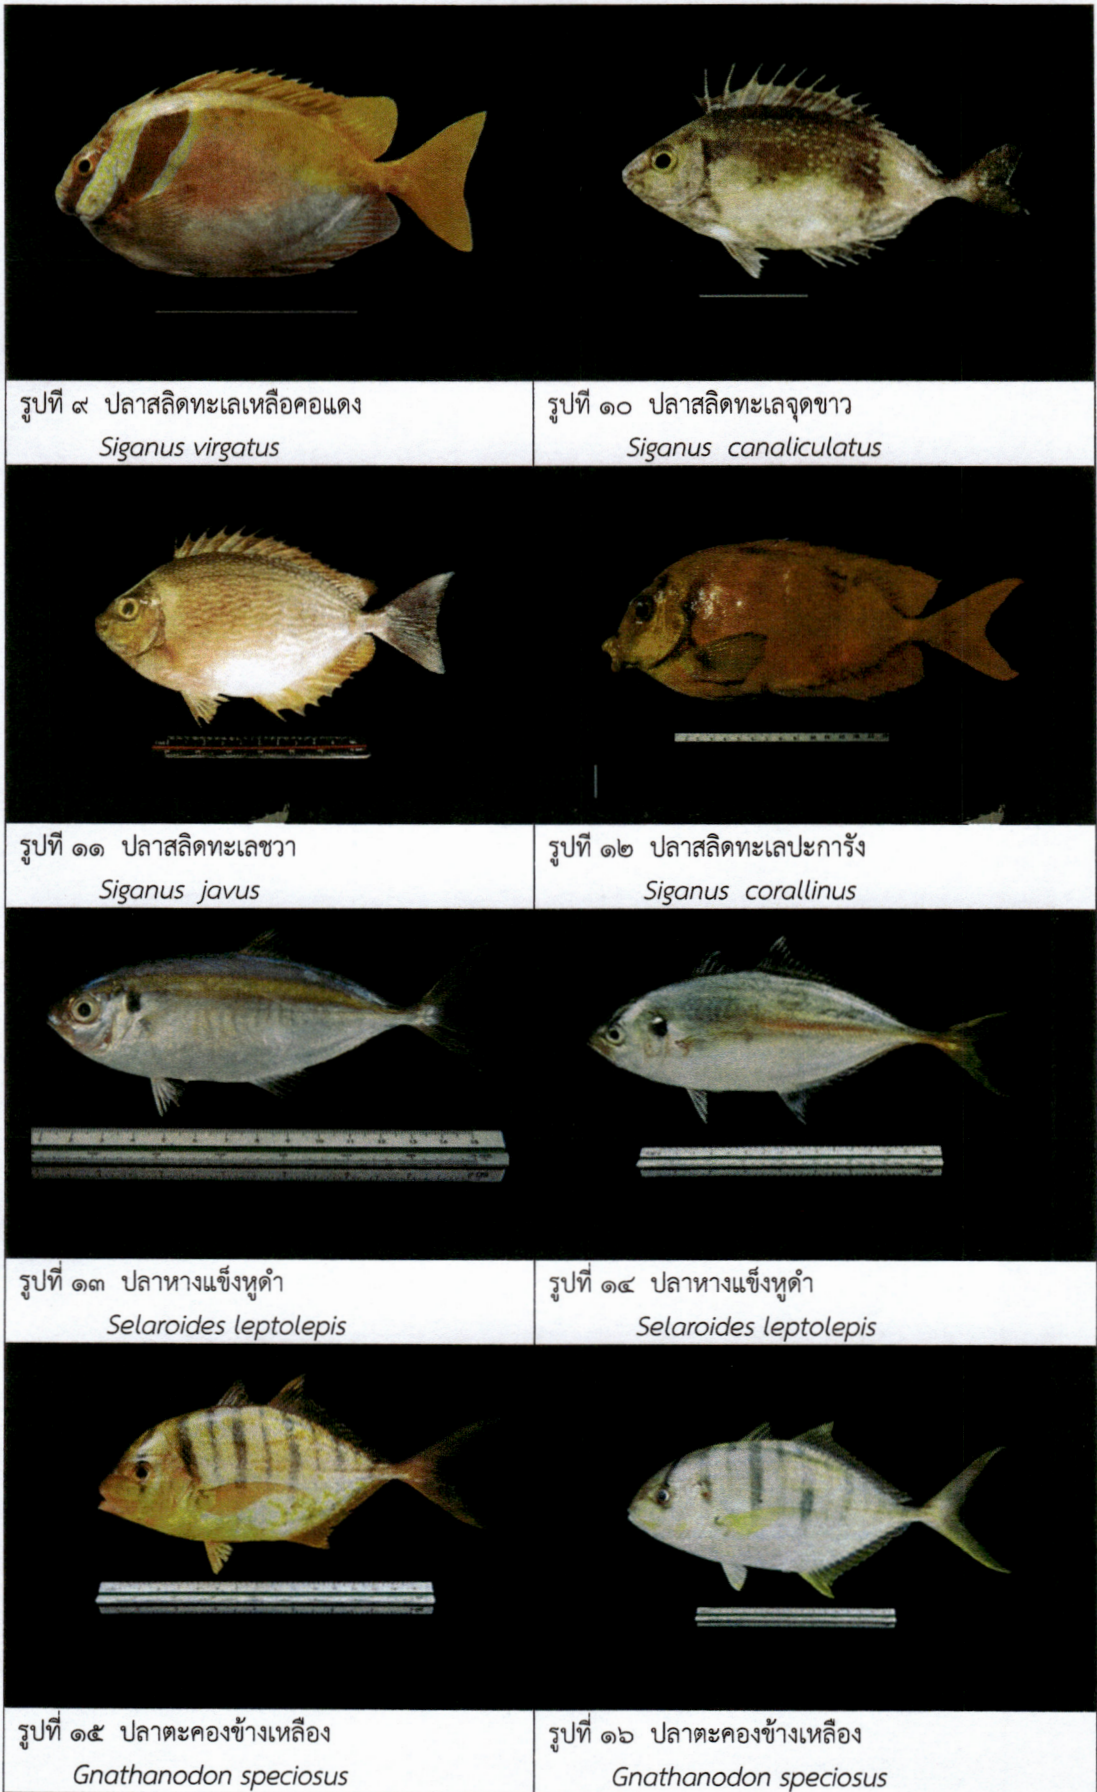 รูปที่ ๙ ปลาสลิดทะเลเหลือคอแดง
Siganus virgatus
รูปที่ ๑๐ ปลาสลิดทะเลจุดขาว
Siganus canaliculatus
รูปที่ ๑๑ ปลาสลิดทะเลชวา
Siganus javus
รูปที่ ๑๒ ปลาสลิดทะเลปะการัง
Siganus corallinus
รูปที่ ๑๓ ปลาหางแข็งหูดำ
Selaroides leptolepis
รูปที่ ๑๔ ปลาหางแข็งหูดำ
Selaroides leptolepis
รูปที่ ๑๕ ปลาตะคองข้างเหลือง
Gnathanodon speciosus
รูปที่ ๑๖ ปลาตะคองข้างเหลือง
Gnathanodon speciosus